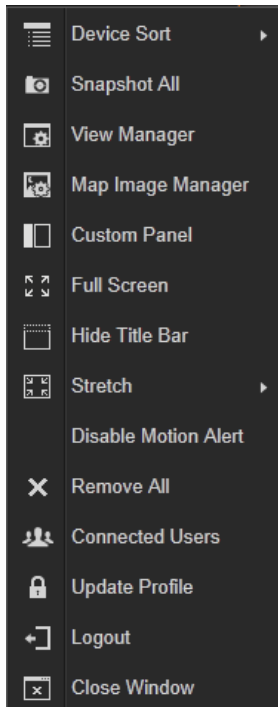 Device Sort
Snapshot All
View Manager
Map Image Manager
Custom Panel
Full Screen
Hide Title Bar
Stretch
Disable Motion Alert
Remove All
Connected Users
Update Profile
Logout
Close Window